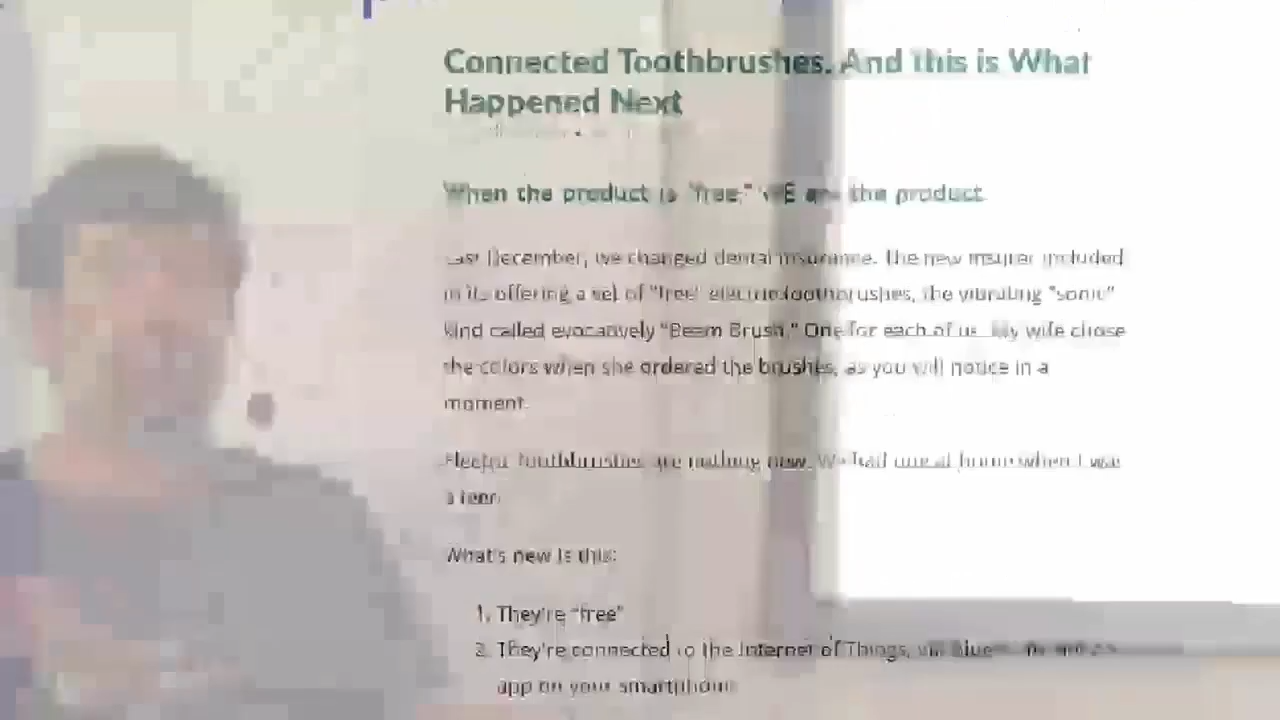 Connected Toothbrushes. And this is What
Happened Next
When the product is "free," WE are the product.
Last December, we changed dental insurance. The new insurer included
in its offering a set of "free" electric toothbrushes, the vibrating "sonic"
kind called evocatively "Beam Brush." One for each of us. My wife chose
the colors when she ordered the brushes, as you will notice in a
moment.
Electric toothbrushes are nothing new. We had one at home when I was
a teen.
What's new is this:
1. They're "free"
2. They're connected to the Internet of Things, via
app on your smartphone